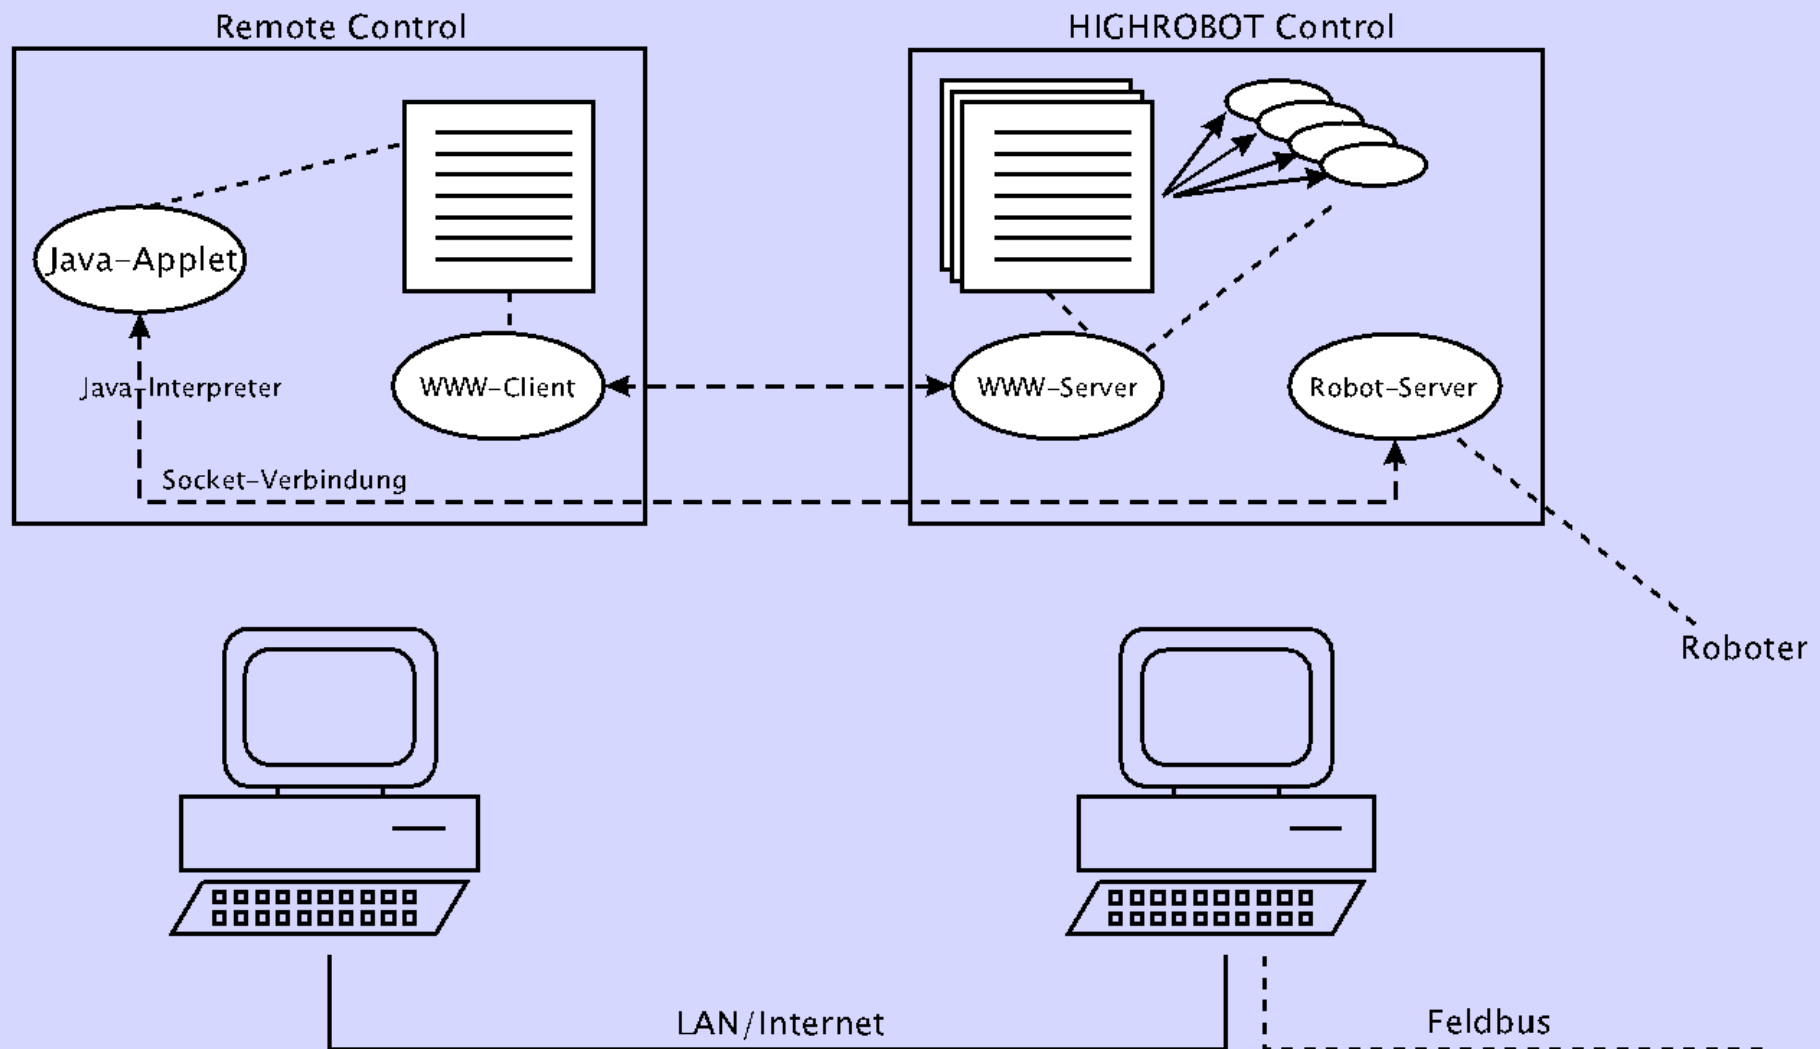 Remote Control
HIGHROBOT Control
Java-Applet
Java-Interpreter
WWW-Client
WWW-Server
Robot-Server
Socket-Verbindung
Roboter
LAN/Internet
Feldbus